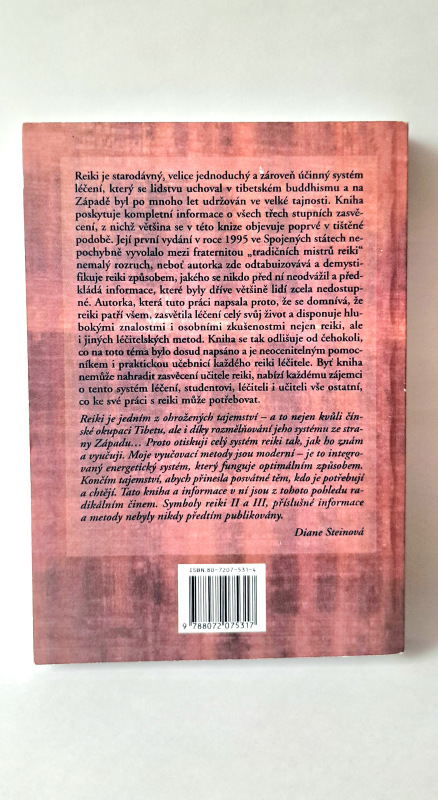 Reiki je starodávný, velice jednoduchý a zároveň účinný systém
léčení, který se lidstvu uchoval v tibetském buddhismu a na
Západě byl po mnoho let udržován ve velké tajnosti. Kniha
poskytuje kompletní informace o všech třech stupních zasvě-
cení, z nichž většina se v této knize objevuje poprvé v tištěné
podobě. Její první vydání v roce 1995 ve Spojených státech ne-
pochybně vyvolalo mezi fraternitou „tradičních mistrů reiki“
nemalý rozruch, neboť autorka zde odtabuizovává a demysti-
fikuje reiki způsobem, jakého se nikdo před ní neodvážil a před-
kládá informace, které byly dříve většině lidí zcela nedostup-
né. Autorka, která tuto práci napsala proto, že se domnívá, že
reiki patří všem, zasvětila léčení celý svůj život a disponuje hlu-
bokými znalostmi i osobními zkušenostmi nejen reiki, ale
i jiných léčitelských metod. Kniha se tak odlišuje od čehokoli,
co na toto téma bylo dosud napsáno a je neocenitelným pomoc-
níkem i praktickou učebnicí každého reiki léčitele. Byť kniha
nemůže nahradit zasvěcení učitele reiki, nabízí každému zájemci
o tento systém léčení, studentovi, léčiteli i učiteli vše ostatní,
co ke své práci s reiki může potřebovat.
Reiki je jedním z ohrožených tajemství – a to nejen kvůli čín-
ské okupaci Tibetu, ale i díky rozmělňování jeho systému ze stra-
ny Západu... Proto otiskuji celý systém reiki tak, jak ho znám
a vyučuji. Moje vyučovací metody jsou moderní – je to integro-
vaný energetický systém, který funguje optimálním způsobem.
Končím tajemství, abych přinesla posvátné těm, kdo je potřebují
a chtějí. Tato kniha a informace v ní jsou z tohoto pohledu ra-
dikálním činem. Symboly reiki II a III, příslušné informace
a metody nebyly nikdy předtím publikovány.
Diane Steinová
ISBN 80-7207-531-4
9 788072 075317